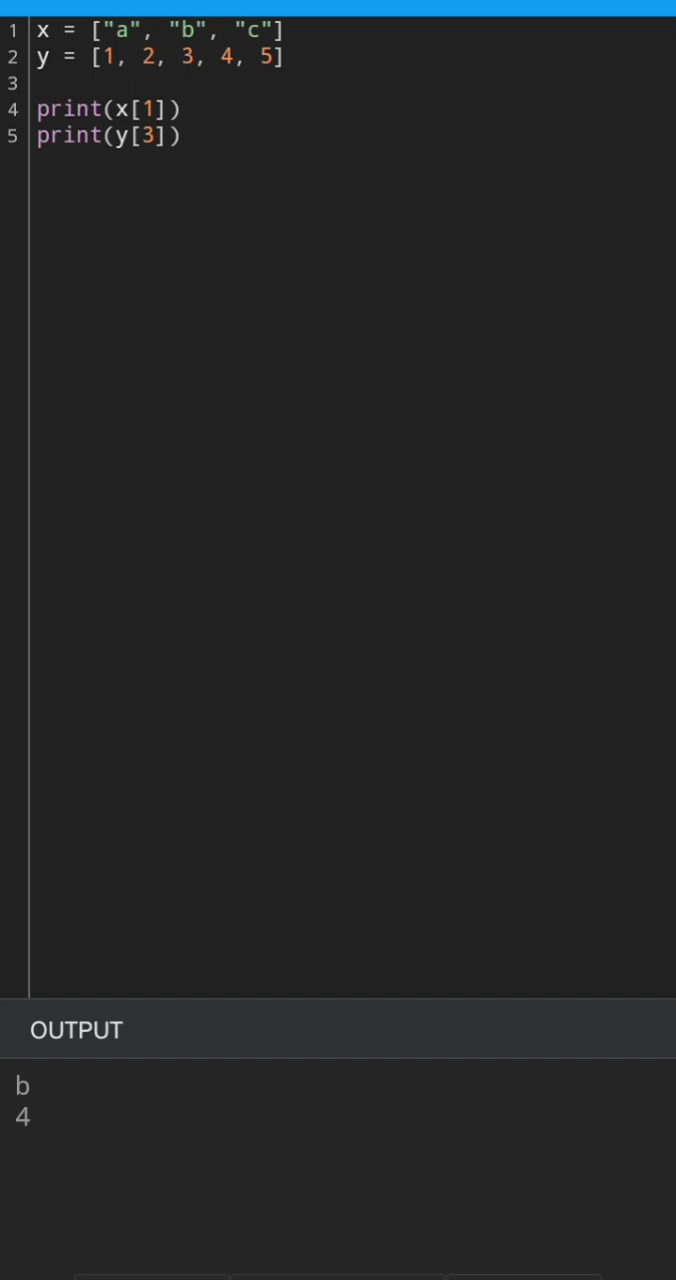 1 x = ["a", "b", "c"]
2 y = [1, 2, 3, 4, 5]
3
4 print(x[1])
5 print(y[3])
OUTPUT
b
4